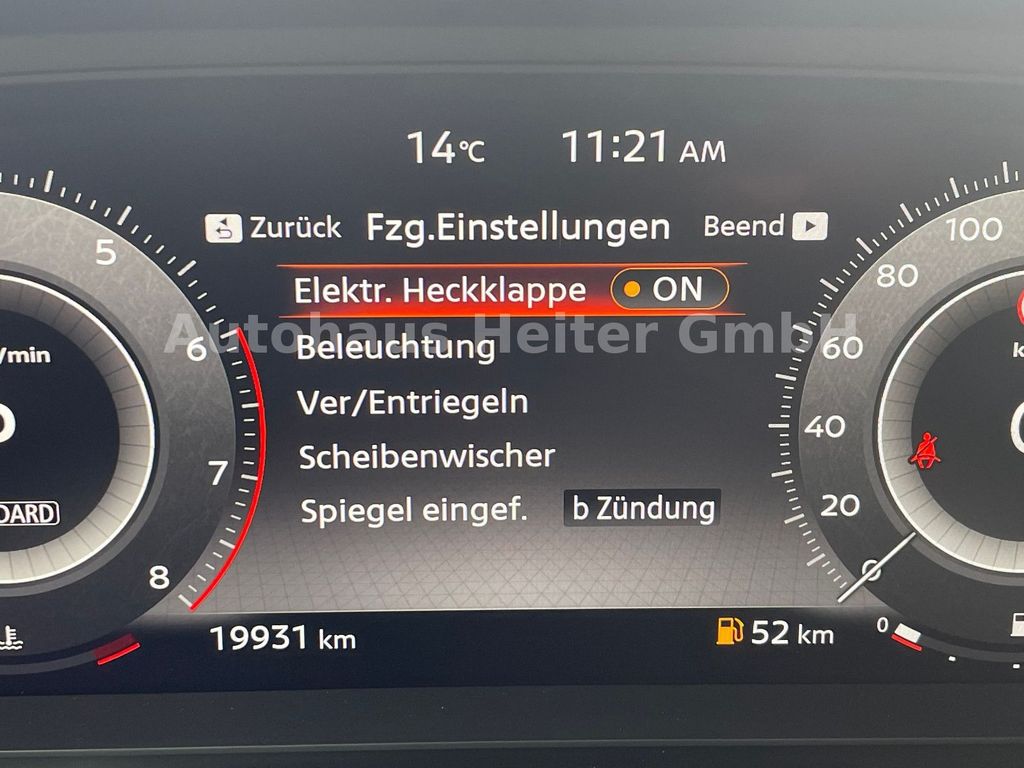 14°C 11:21 AM
Zurück Fzg.Einstellungen Beend
Elektr. Heckklappe ON
Autohaus Heiter GmbH
Beleuchtung
Ver/Entriegeln
Scheibenwischer
Spiegel eingef. b Zündung
19931 km 52 km
5
6
7
8
/min
100
80
60
40
20
0
0